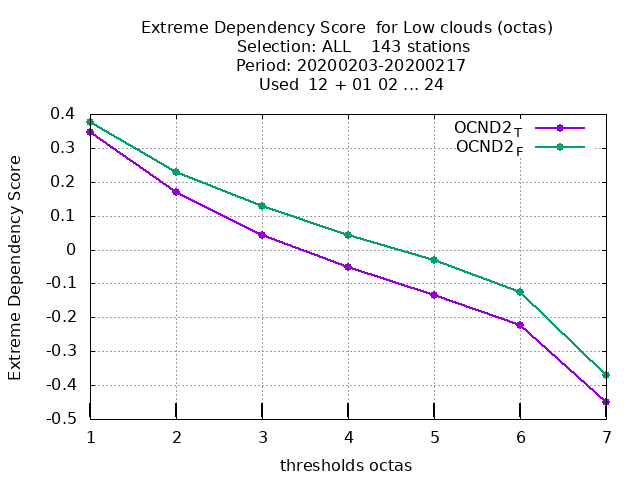 Extreme Dependency Score  for Low clouds (octas)
Selection: ALL    143 stations
Period: 20200203-20200217
Used  12 + 01 02 ... 24
OCND2T
OCND2F
Extreme Dependency Score
0.4
0.3
0.2
0.1
0
-0.1
-0.2
-0.3
-0.4
-0.5
1 2 3 4 5 6 7
thresholds octas